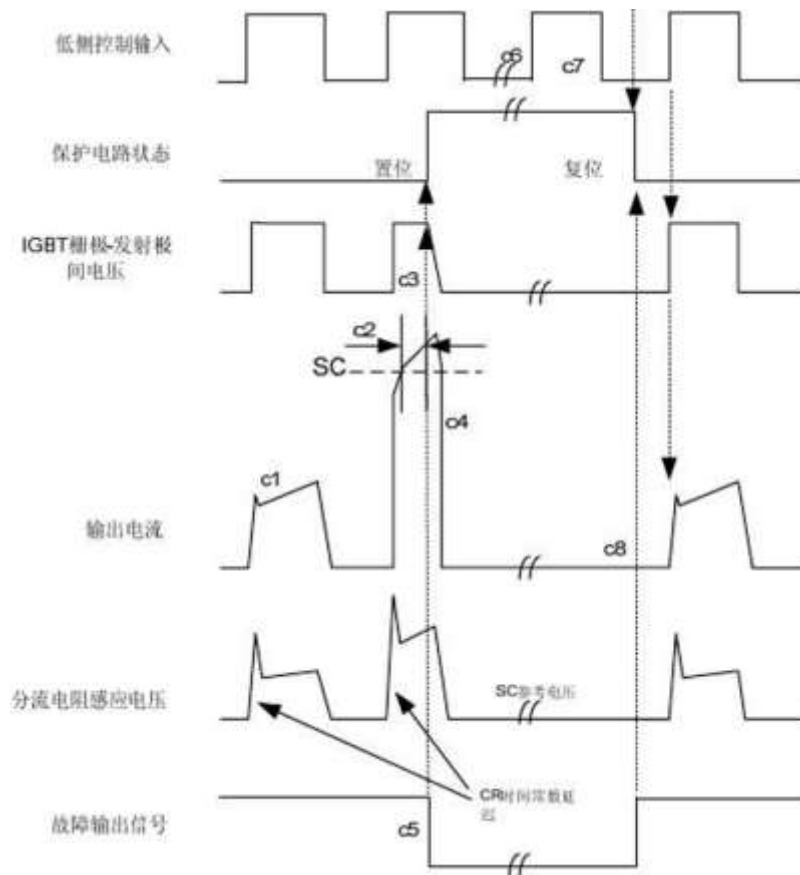 低侧控制输入
c6
c7
保护电路状态
置位
复位
IGBT栅极-发射极
间电压
c3
c2
SC
c4
c1
输出电流
c8
分流电阻感应电压
SC参考电压
CR时间常数延
迟
故障输出信号
c5